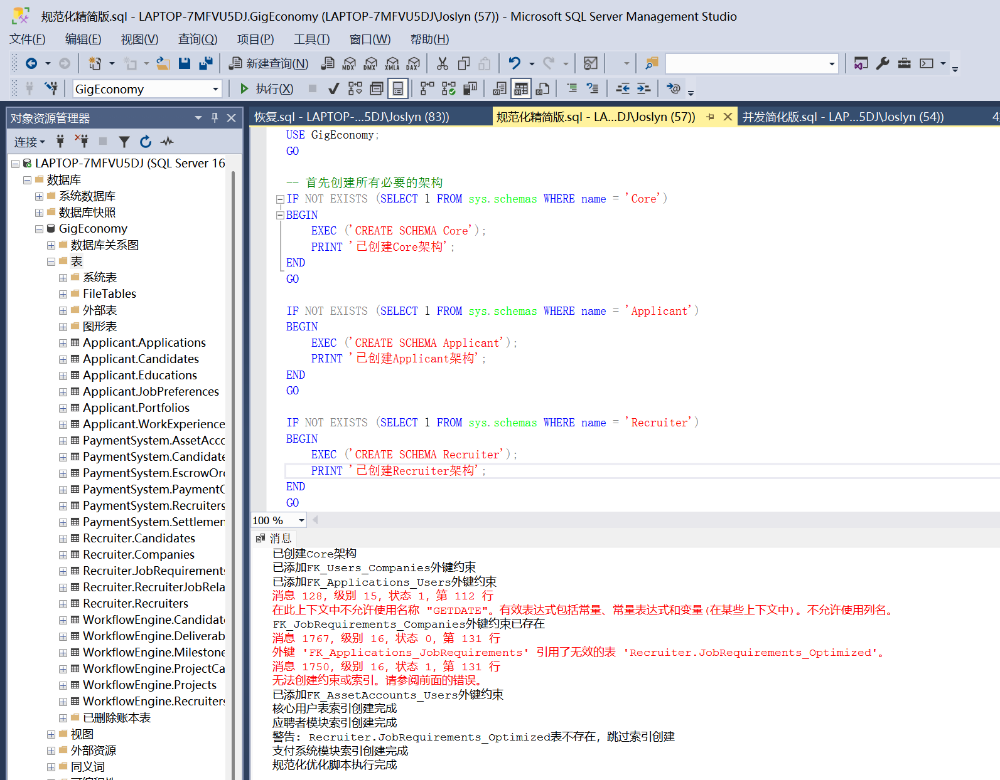 规范化精简版.sql - LAPTOP-7MFVU5DJ.GigEconomy (LAPTOP-7MFVU5DJ\Joslyn (57)) - Microsoft SQL Server Management Studio
文件(F) 编辑(E) 视图(V) 查询(Q) 项目(P) 工具(T) 窗口(W) 帮助(H)
新建查询(N) MDX DMX XMLA DAX
GigEconomy 执行(X)
对象资源管理器
连接
LAPTOP-7MFVU5DJ (SQL Server 16
数据库
系统数据库
数据库快照
GigEconomy
数据库关系图
表
系统表
FileTables
外部表
图形表
Applicant.Applications
Applicant.Candidates
Applicant.Educations
Applicant.JobPreferences
Applicant.Portfolios
Applicant.WorkExperience
PaymentSystem.AssetAcco
PaymentSystem.Candidate
PaymentSystem.EscrowOr
PaymentSystem.PaymentC
PaymentSystem.Recruiters
PaymentSystem.Settlemen
Recruiter.Candidates
Recruiter.Companies
Recruiter.JobRequirements
Recruiter.RecruiterJobRela
Recruiter.Recruiters
WorkflowEngine.Candidate
WorkflowEngine.Deliverab
WorkflowEngine.Milestone
WorkflowEngine.ProjectCa
WorkflowEngine.Projects
WorkflowEngine.Recruiters
已删除账本表
视图
外部资源
同义词
恢复.sql - LAPTOP-...5DJ\Joslyn (83)) 规范化精简版.sql - LA...DJ\Joslyn (57)) 并发简化版.sql - LAP...5DJ\Joslyn (54)) 4
USE GigEconomy;
GO
-- 首先创建所有必要的架构
IF NOT EXISTS (SELECT 1 FROM sys.schemas WHERE name = 'Core')
BEGIN
EXEC ('CREATE SCHEMA Core');
PRINT '已创建Core架构';
END
GO
IF NOT EXISTS (SELECT 1 FROM sys.schemas WHERE name = 'Applicant')
BEGIN
EXEC ('CREATE SCHEMA Applicant');
PRINT '已创建Applicant架构';
END
GO
IF NOT EXISTS (SELECT 1 FROM sys.schemas WHERE name = 'Recruiter')
BEGIN
EXEC ('CREATE SCHEMA Recruiter');
PRINT '已创建Recruiter架构';
END
GO
100 %
消息
已创建Core架构
已添加FK_Users_Companies外键约束
已添加FK_Applications_Users外键约束
消息 128，级别 15，状态 1，第 112 行
在此上下文中不允许使用名称 "GETDATE"。有效表达式包括常量、常量表达式和变量(在某些上下文中)。不允许使用列名。
FK_JobRequirements_Companies外键约束已存在
消息 1767，级别 16，状态 0，第 131 行
外键 'FK_Applications_JobRequirements' 引用了无效的表 'Recruiter.JobRequirements_Optimized'。
消息 1750，级别 16，状态 1，第 131 行
无法创建约束或索引。请参阅前面的错误。
已添加FK_AssetAccounts_Users外键约束
核心用户表索引创建完成
应聘者模块索引创建完成
警告: Recruiter.JobRequirements_Optimized表不存在，跳过索引创建
支付系统模块索引创建完成
规范化优化脚本执行完成